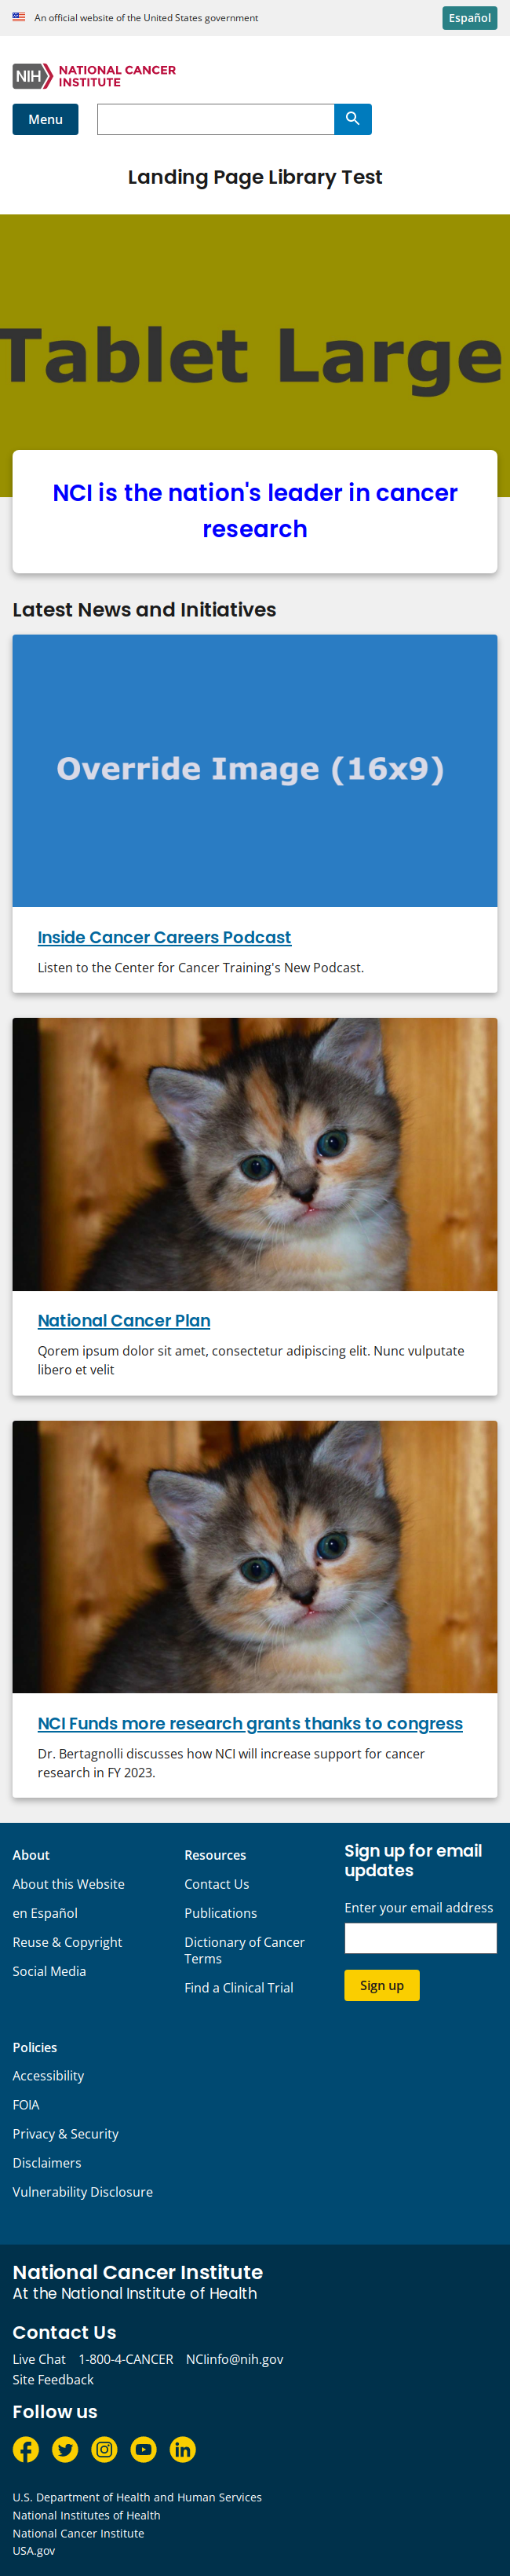 An official website of the United States government
Español
NIH NATIONAL CANCER
INSTITUTE
Menu
Landing Page Library Test
Tablet Large
NCI is the nation's leader in cancer
research
Latest News and Initiatives
Override Image (16x9)
Inside Cancer Careers Podcast
Listen to the Center for Cancer Training's New Podcast.
National Cancer Plan
Qorem ipsum dolor sit amet, consectetur adipiscing elit. Nunc vulputate
libero et velit
NCI Funds more research grants thanks to congress
Dr. Bertagnolli discusses how NCI will increase support for cancer
research in FY 2023.
About
About this Website
en Español
Reuse & Copyright
Social Media
Resources
Contact Us
Publications
Dictionary of Cancer
Terms
Find a Clinical Trial
Sign up for email
updates
Enter your email address
Sign up
Policies
Accessibility
FOIA
Privacy & Security
Disclaimers
Vulnerability Disclosure
National Cancer Institute
At the National Institute of Health
Contact Us
Live Chat 1-800-4-CANCER NCIinfo@nih.gov
Site Feedback
Follow us
U.S. Department of Health and Human Services
National Institutes of Health
National Cancer Institute
USA.gov